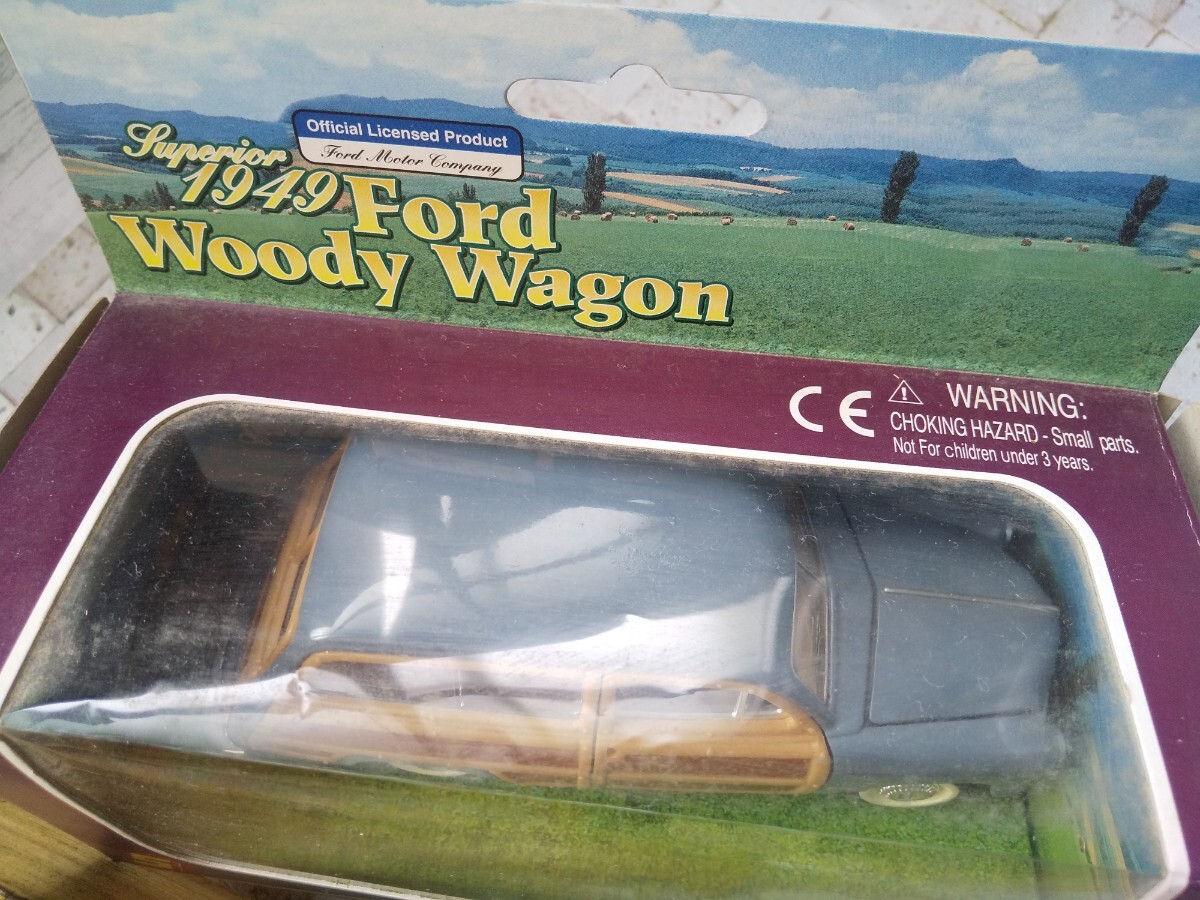 Official Licensed Product
Ford Motor Company
Superior
1949 Ford
Woody Wagon
CE
WARNING:
CHOKING HAZARD - Small parts.
Not For children under 3 years.